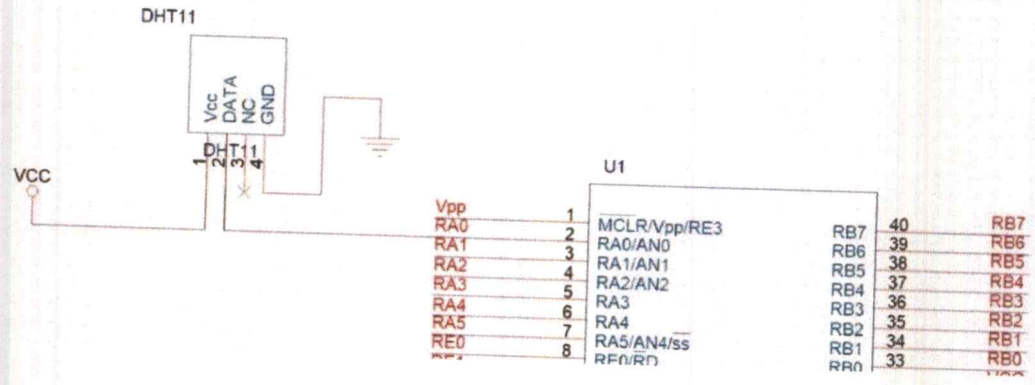 DHT11
Vcc
DATA
NC
GND
DHT11
1
2
3
4
VCC
U1
Vpp
RA0
RA1
RA2
RA3
RA4
RA5
RE0
1
2
3
4
5
6
7
8
MCLR/Vpp/RE3
RA0/AN0
RA1/AN1
RA2/AN2
RA3
RA4
RA5/AN4/ss
RE0/RD
RB7
RB6
RB5
RB4
RB3
RB2
RB1
RB0
40
39
38
37
36
35
34
33
RB7
RB6
RB5
RB4
RB3
RB2
RB1
RB0